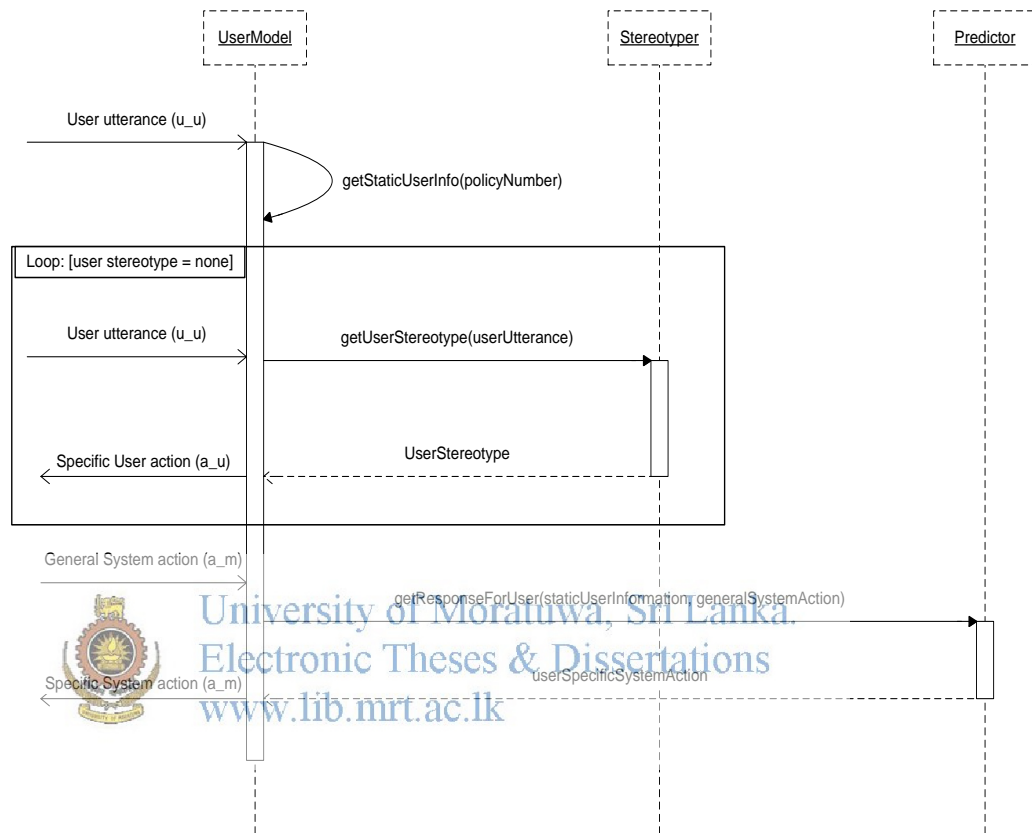 UserModel
Stereotyper
Predictor
User utterance (u_u)
getStaticUserInfo(policyNumber)
Loop: [user stereotype = none]
User utterance (u_u)
getUserStereotype(userUtterance)
UserStereotype
Specific User action (a_u)
General System action (a_m)
getResponseForUser(staticUserInformation, generalSystemAction)
University of Moratuwa, Sri Lanka.
Electronic Theses & Dissertations
userSpecificSystemAction
Specific System action (a_m)
www.lib.mrt.ac.lk